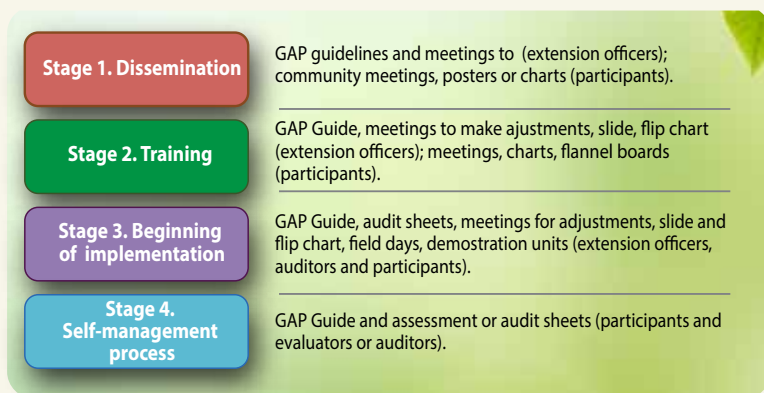 Stage 1. Dissemination
GAP guidelines and meetings to (extension officers);
community meetings, posters or charts (participants).
Stage 2. Training
GAP Guide, meetings to make ajustments, slide, flip chart
(extension officers); meetings, charts, flannel boards
(participants).
Stage 3. Beginning
of implementation
GAP Guide, audit sheets, meetings for adjustments, slide and
flip chart, field days, demostration units (extension officers,
auditors and participants).
Stage 4.
Self-management
process
GAP Guide and assessment or audit sheets (participants and
evaluators or auditors).